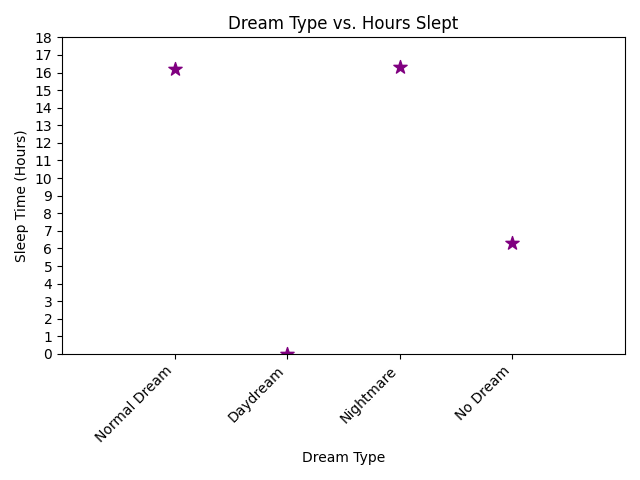 Dream Type vs. Hours Slept
Sleep Time (Hours)
18
17
16
15
14
13
12
11
10
9
8
7
6
5
4
3
2
1
0
Normal Dream
Daydream
Nightmare
No Dream
Dream Type